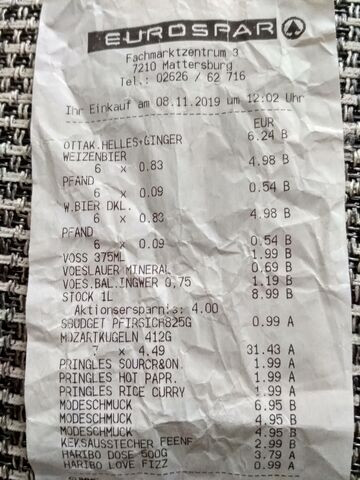 EUROSPAR
Fachmarktzentrum 3
7210 Mattersburg
Tel.: 02626 / 62 716
Ihr Einkauf am 08.11.2019 um 12:02 Uhr
EUR
OTTAK.HELLES+GINGER 6.24 B
WEIZENBIER
6 x 0.83 4.98 B
PFAND
6 x 0.09 0.54 B
W.BIER DKL.
6 x 0.83 4.98 B
PFAND
6 x 0.09 0.54 B
VOSS 375ML 1.99 B
VOESLAUER MINERAL 0.69 B
VOES.BAL.INGWER 0,75 1.19 B
STOCK 1L 8.99 B
Aktionsersparnis: 4.00
SBUDGET PFIRSICH825G 0.99 A
MOZARTKUGELN 412G
7 x 4.49 31.43 A
PRINGLES SOURCR&ON. 1.99 A
PRINGLES HOT PAPR. 1.99 A
PRINGLES RICE CURRY 1.99 A
MODESCHMUCK 6.95 B
MODESCHMUCK 4.95 B
MODESCHMUCK 4.95 B
KEKSAUSSTECHER FEENF 2.99 B
HARIBO DOSE 500G 3.79 A
HARIBO LOVE FIZZ 0.99 A